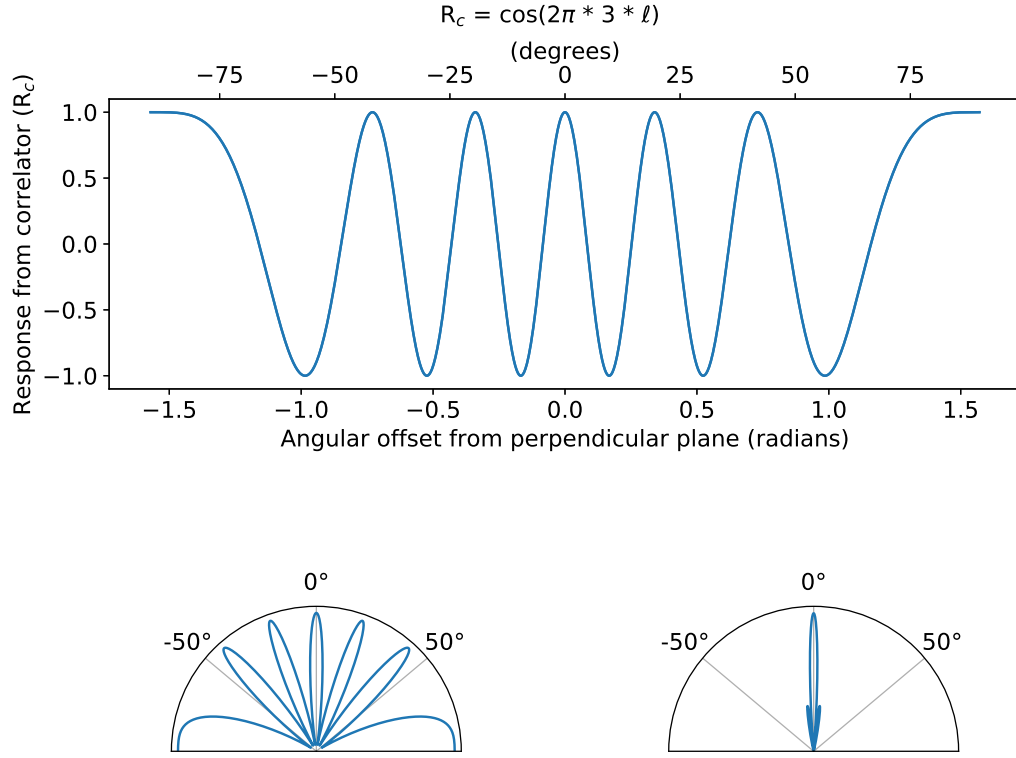 R_c = cos(2π * 3 * ℓ)
(degrees)
−75 −50 −25 0 25 50 75
Response from correlator (R_c)
1.0
0.5
0.0
−0.5
−1.0
−1.5 −1.0 −0.5 0.0 0.5 1.0 1.5
Angular offset from perpendicular plane (radians)
0° 0°
-50° 50° -50° 50°